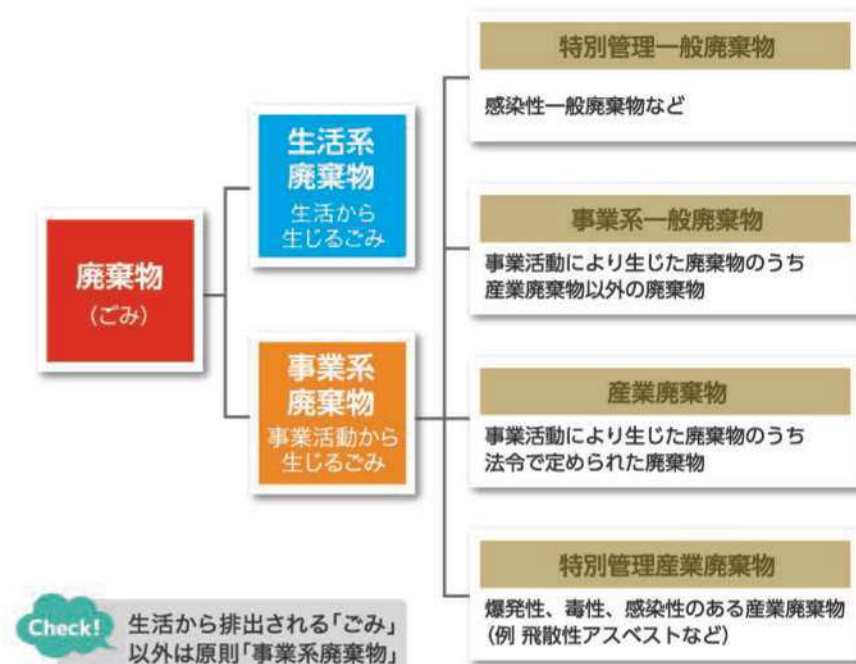 廃棄物
(ごみ)
生活系
廃棄物
生活から
生じるごみ
事業系
廃棄物
事業活動から
生じるごみ
特別管理一般廃棄物
感染性一般廃棄物など
事業系一般廃棄物
事業活動により生じた廃棄物のうち
産業廃棄物以外の廃棄物
産業廃棄物
事業活動により生じた廃棄物のうち
法令で定められた廃棄物
特別管理産業廃棄物
爆発性、毒性、感染性のある産業廃棄物
(例 飛散性アスベストなど)
Check!
生活から排出される「ごみ」
以外は原則「事業系廃棄物」